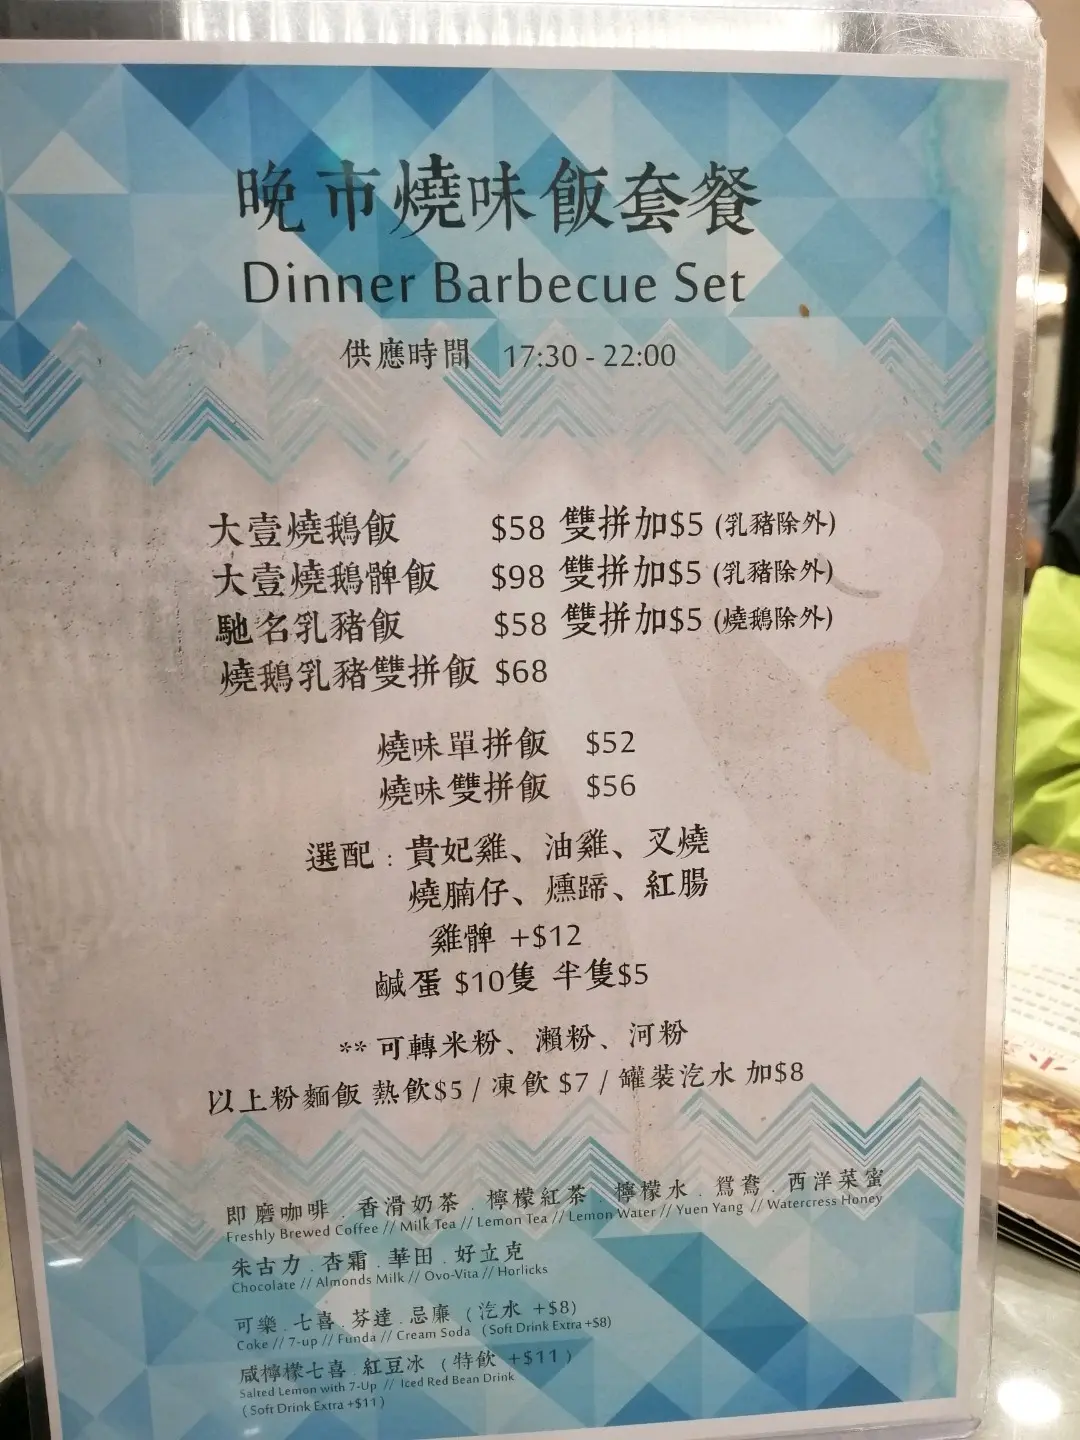 晚市燒味飯套餐
Dinner Barbecue Set
供應時間 17:30 - 22:00
大壹燒鵝飯 $58 雙拼加$5 (乳豬除外)
大壹燒鵝髀飯 $98 雙拼加$5 (乳豬除外)
馳名乳豬飯 $58 雙拼加$5 (燒鵝除外)
燒鵝乳豬雙拼飯 $68
燒味單拼飯 $52
燒味雙拼飯 $56
選配：貴妃雞、油雞、叉燒
燒腩仔、燻蹄、紅腸
雞髀 +$12
鹹蛋 $10隻 半隻$5
** 可轉米粉、瀨粉、河粉
以上粉麵飯 熱飲$5 / 凍飲 $7 / 罐裝汽水 加$8
即磨咖啡 . 香滑奶茶 . 檸檬紅茶 . 檸檬水 . 鴛鴦 . 西洋菜蜜
Freshly Brewed Coffee // Milk Tea // Lemon Tea // Lemon Water // Yuen Yang // Watercress Honey
朱古力 . 杏霜 . 華田 . 好立克
Chocolate // Almonds Milk // Ovo-Vita // Horlicks
可樂 . 七喜 . 芬達 . 忌廉 ( 汽水 +$8)
Coke // 7-up // Funda // Cream Soda (Soft Drink Extra +$8)
咸檸檬七喜 . 紅豆冰 ( 特飲 +$11 )
Salted Lemon with 7-Up // Iced Red Bean Drink
(Soft Drink Extra +$11)